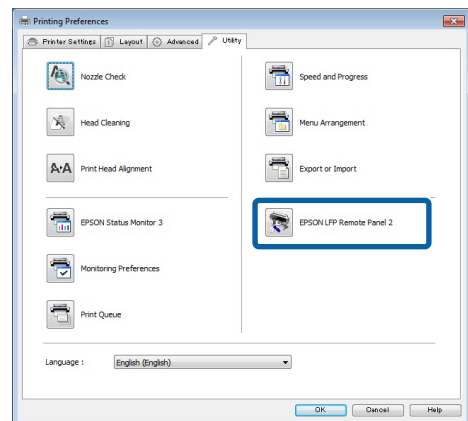 Printing Preferences
Printer Settings Layout Advanced Utility
Nozzle Check
Speed and Progress
Head Cleaning
Menu Arrangement
A·A Print Head Alignment
Export or Import
EPSON Status Monitor 3
EPSON LFP Remote Panel 2
Monitoring Preferences
Print Queue
Language : English (English)
OK Cancel Help